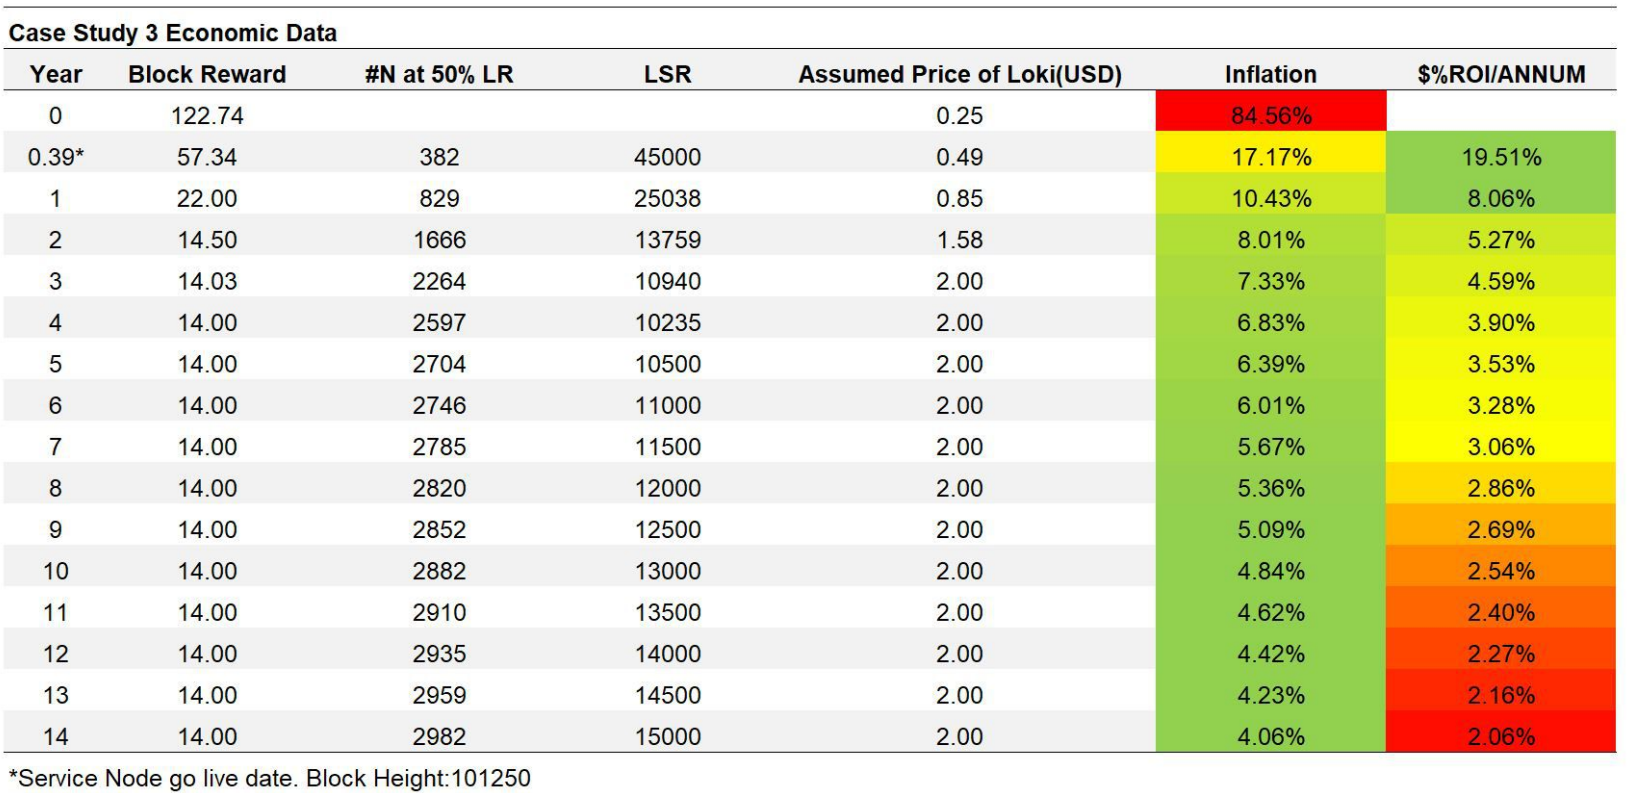 Case Study 3 Economic Data
Year Block Reward #N at 50% LR LSR Assumed Price of Loki(USD) Inflation $%ROI/ANNUM
0 122.74 0.25 84.56%
0.39* 57.34 382 45000 0.49 17.17% 19.51%
1 22.00 829 25038 0.85 10.43% 8.06%
2 14.50 1666 13759 1.58 8.01% 5.27%
3 14.03 2264 10940 2.00 7.33% 4.59%
4 14.00 2597 10235 2.00 6.83% 3.90%
5 14.00 2704 10500 2.00 6.39% 3.53%
6 14.00 2746 11000 2.00 6.01% 3.28%
7 14.00 2785 11500 2.00 5.67% 3.06%
8 14.00 2820 12000 2.00 5.36% 2.86%
9 14.00 2852 12500 2.00 5.09% 2.69%
10 14.00 2882 13000 2.00 4.84% 2.54%
11 14.00 2910 13500 2.00 4.62% 2.40%
12 14.00 2935 14000 2.00 4.42% 2.27%
13 14.00 2959 14500 2.00 4.23% 2.16%
14 14.00 2982 15000 2.00 4.06% 2.06%
*Service Node go live date. Block Height:101250